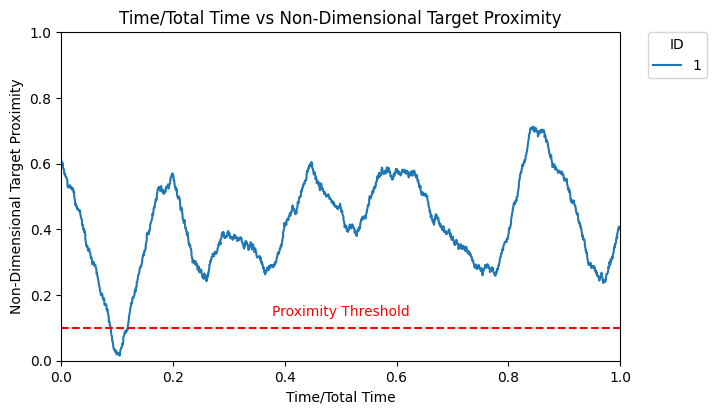 Time/Total Time vs Non-Dimensional Target Proximity
ID
1
Non-Dimensional Target Proximity
1.0
0.8
0.6
0.4
0.2
0.0
Proximity Threshold
0.0 0.2 0.4 0.6 0.8 1.0
Time/Total Time